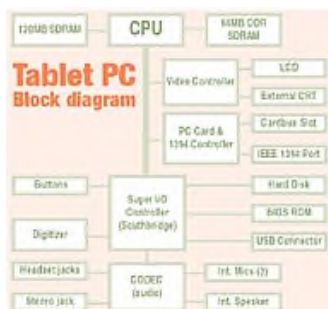 128MB SDRAM
CPU
64MB DDR
SDRAM
Tablet PC
Block diagram
Video Controller
LCD
External CRT
PC Card &
1394 Controller
Cardbus Slot
IEEE 1394 Port
Buttons
Digitizer
Super I/O
Controller
(Southbridge)
Hard Disk
BIOS ROM
USB Connector
Headset jacks
Stereo jack
CODEC
(audio)
Int. Mics (2)
Int. Speaker